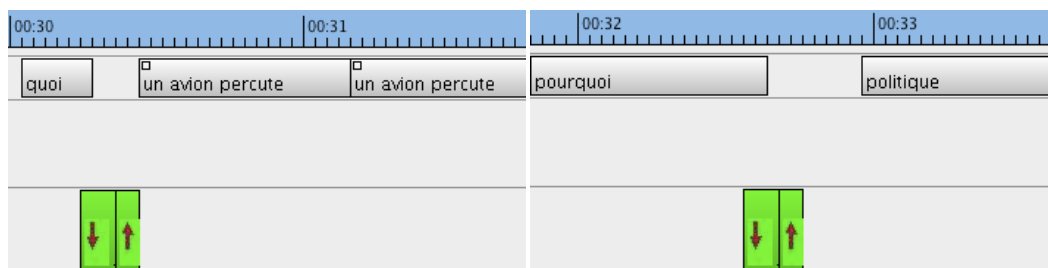 00:30 00:31
quoi un avion percute un avion percute
00:32 00:33
pourquoi politique